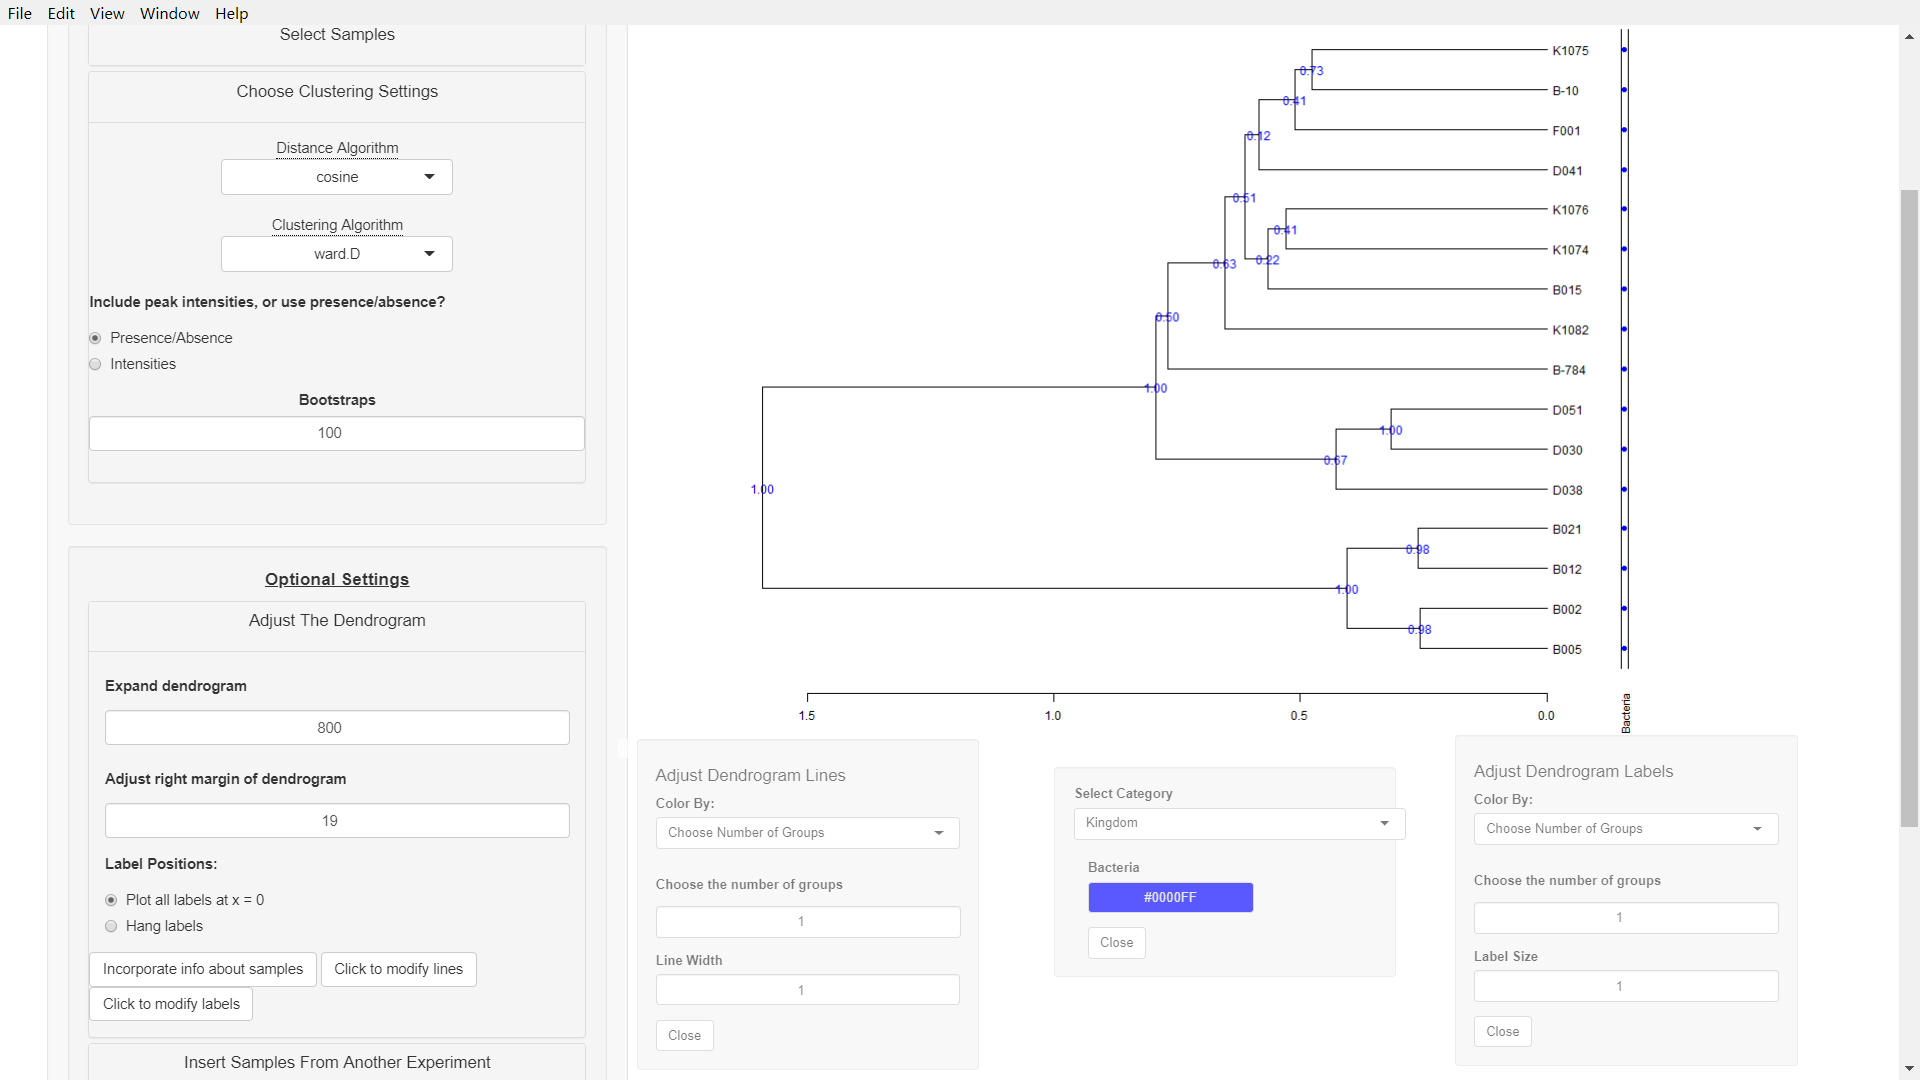 File Edit View Window Help
Select Samples
Choose Clustering Settings
Distance Algorithm
cosine
Clustering Algorithm
ward.D
Include peak intensities, or use presence/absence?
Presence/Absence
Intensities
Bootstraps
100
Optional Settings
Adjust The Dendrogram
Expand dendrogram
800
Adjust right margin of dendrogram
19
Label Positions:
Plot all labels at x = 0
Hang labels
Incorporate info about samples Click to modify lines
Click to modify labels
Insert Samples From Another Experiment
K1075
0.73
B-10
0.41
F001
0.12
D041
0.51
K1076
0.41
K1074
0.22
0.63
B015
0.50
K1082
B-784
1.00
D051
1.00
D030
0.67
D038
1.00
B021
0.98
B012
1.00
B002
0.98
B005
1.5 1.0 0.5 0.0
Bacteria
Adjust Dendrogram Lines
Color By:
Choose Number of Groups
Choose the number of groups
1
Line Width
1
Close
Select Category
Kingdom
Bacteria
#0000FF
Close
Adjust Dendrogram Labels
Color By:
Choose Number of Groups
Choose the number of groups
1
Label Size
1
Close